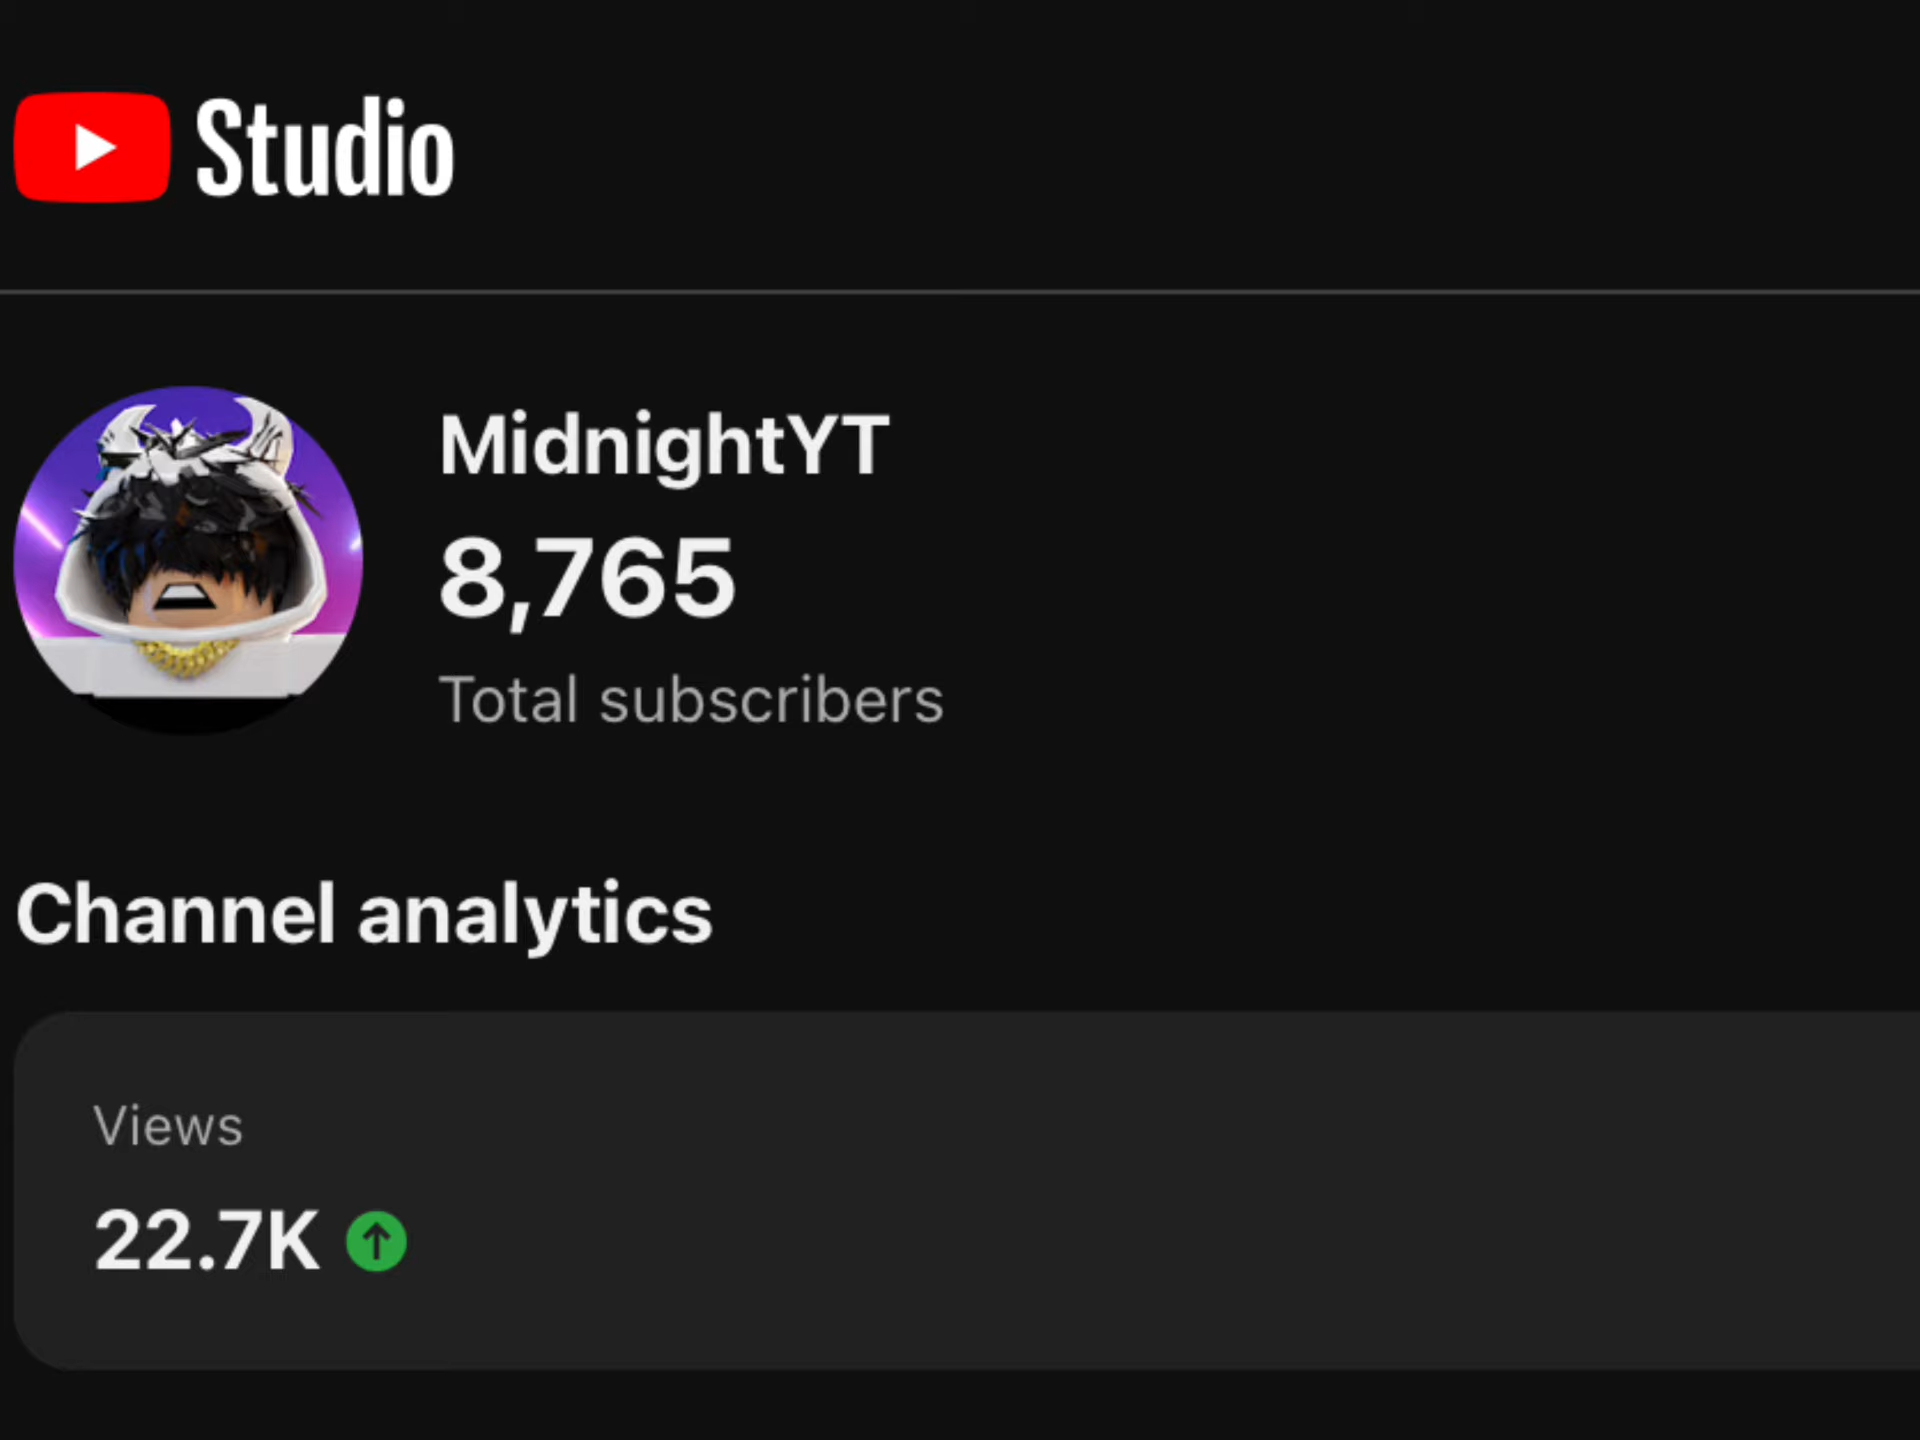 Studio
MidnightYT
8,765
Total subscribers
Channel analytics
Views
22.7K